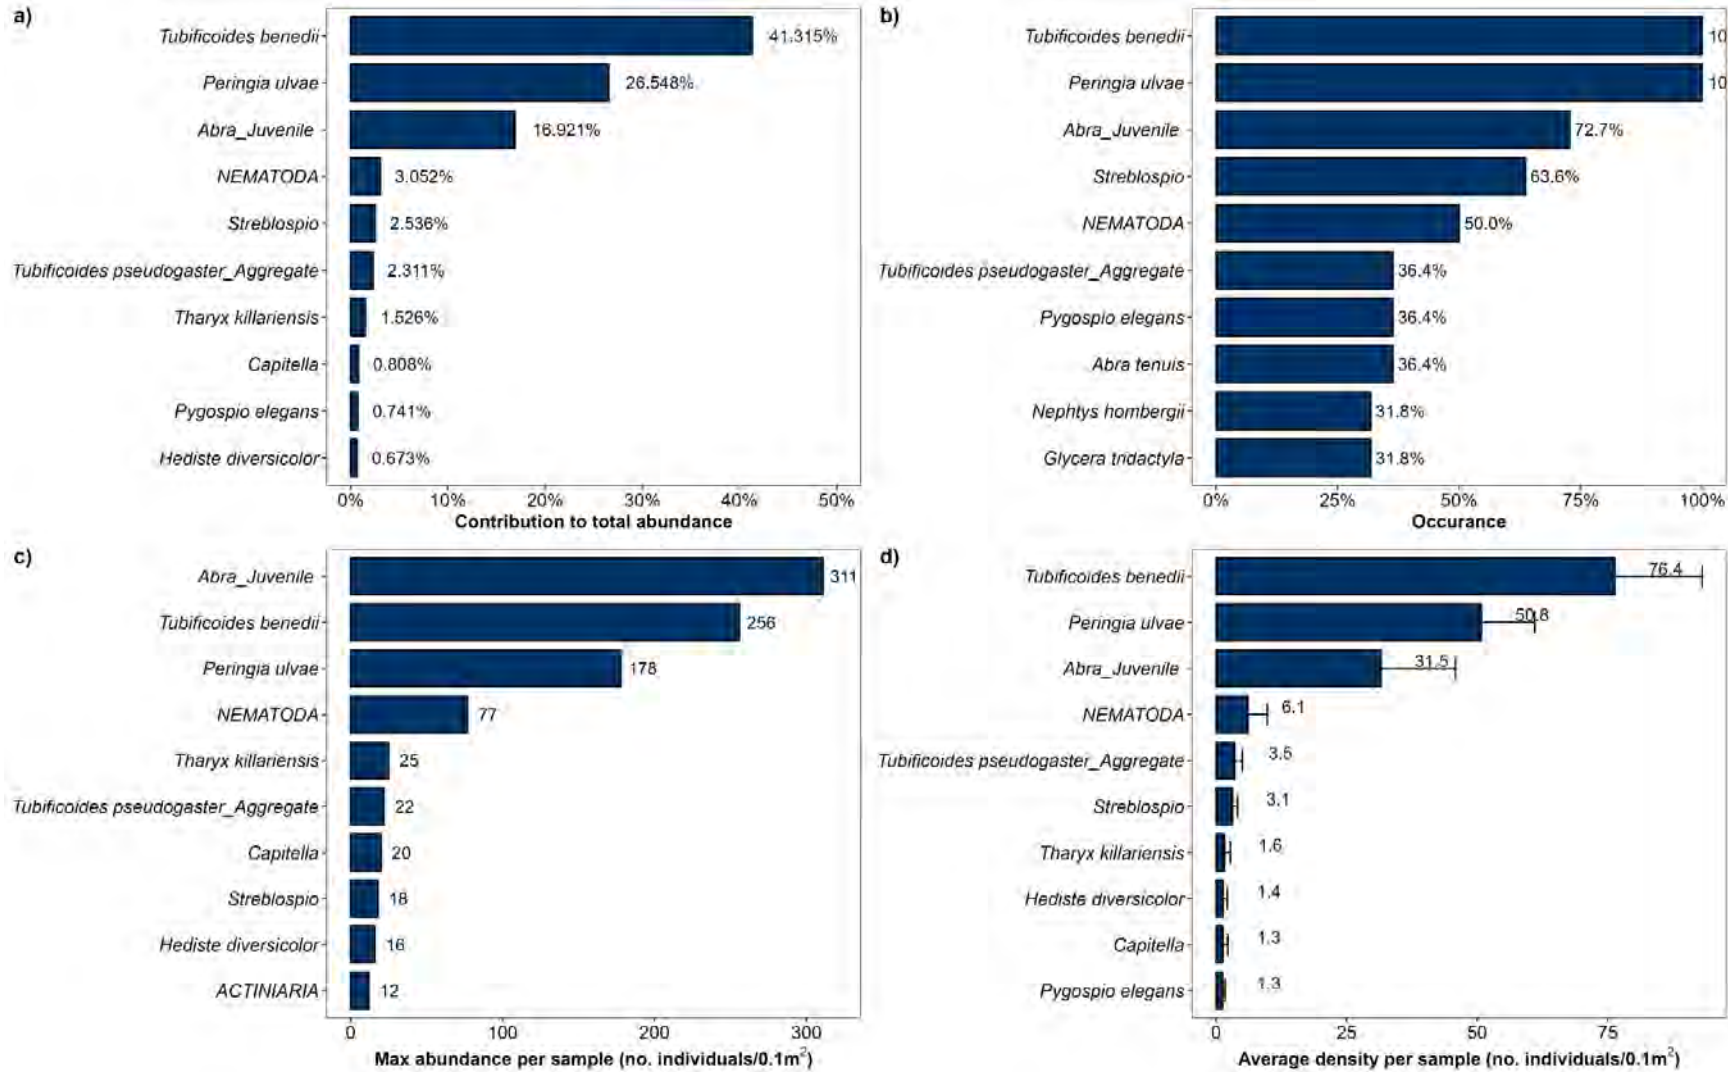 a)
Tubificoides benedii
41.315%
Peringia ulvae
26.548%
Abra_Juvenile
16.921%
NEMATODA
3.052%
Streblospio
2.536%
Tubificoides pseudogaster_Aggregate
2.311%
Tharyx killariensis
1.526%
Capitella
0.808%
Pygospio elegans
0.741%
Hediste diversicolor
0.673%
0% 10% 20% 30% 40% 50%
Contribution to total abundance
b)
Tubificoides benedii
10
Peringia ulvae
10
Abra_Juvenile
72.7%
Streblospio
63.6%
NEMATODA
50.0%
Tubificoides pseudogaster_Aggregate
36.4%
Pygospio elegans
36.4%
Abra tenuis
36.4%
Nephtys hombergii
31.8%
Glycera tridactyla
31.8%
0% 25% 50% 75% 100%
Occurance
c)
Abra_Juvenile
311
Tubificoides benedii
256
Peringia ulvae
178
NEMATODA
77
Tharyx killariensis
25
Tubificoides pseudogaster_Aggregate
22
Capitella
20
Streblospio
18
Hediste diversicolor
16
ACTINIARIA
12
0 100 200 300
Max abundance per sample (no. individuals/0.1m²)
d)
Tubificoides benedii
76.4
Peringia ulvae
50.8
Abra_Juvenile
31.5
NEMATODA
6.1
Tubificoides pseudogaster_Aggregate
3.5
Streblospio
3.1
Tharyx killariensis
1.6
Hediste diversicolor
1.4
Capitella
1.3
Pygospio elegans
1.3
0 25 50 75
Average density per sample (no. individuals/0.1m²)